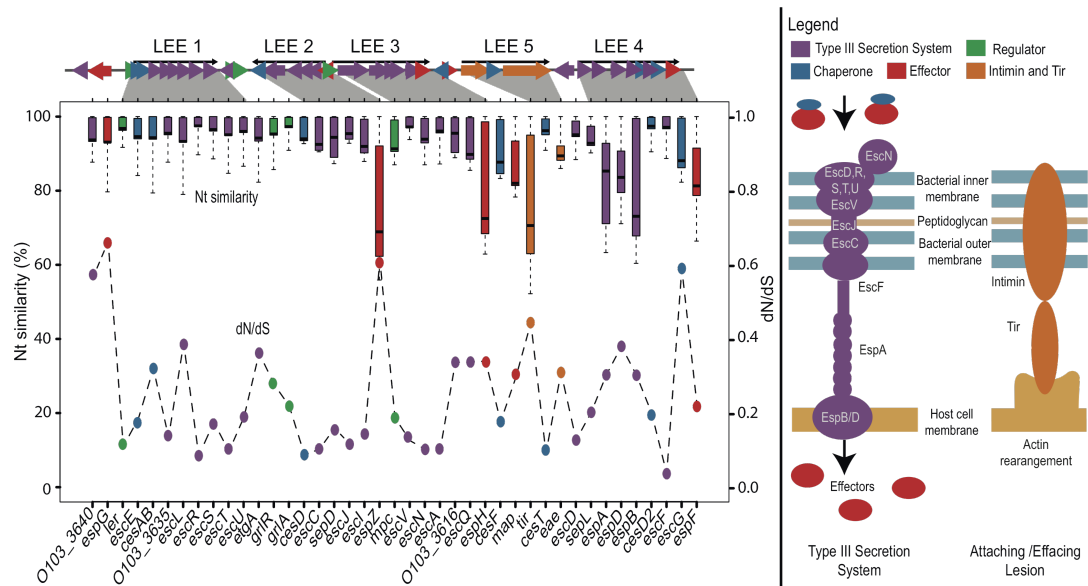 LEE 1
LEE 2
LEE 3
LEE 5
LEE 4
100
80
60
40
20
0
Nt similarity (%)
Nt similarity
dN/dS
1.0
0.8
0.6
0.4
0.2
0.0
dN/dS
O103_3640
espG
ler
escE
cesAB
O103_3635
escL
escR
escS
escT
escU
etgA
grlR
grlA
cesD
escC
sepD
escJ
escI
espZ
mpc
escV
escN
escA
O103_3616
escQ
espH
cesF
map
tir
cesT
eae
escD
sepL
espA
espD
espB
cesD2
escF
escG
espF
Legend
Type III Secretion System
Regulator
Chaperone
Effector
Intimin and Tir
EscN
EscD,R,
S,T,U
EscV
EscJ
EscC
EscF
EspA
EspB/D
Effectors
Bacterial inner
membrane
Peptidoglycan
Bacterial outer
membrane
Intimin
Tir
Host cell
membrane
Actin
rearrangement
Type III Secretion
System
Attaching /Effacing
Lesion